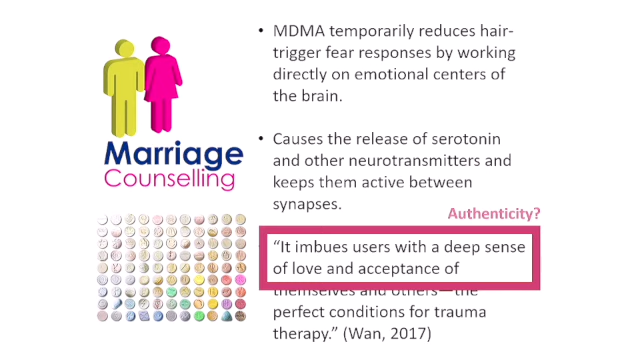 • MDMA temporarily reduces hair-
trigger fear responses by working
directly on emotional centers of
the brain.
• Causes the release of serotonin
and other neurotransmitters and
keeps them active between
synapses.
Marriage
Counselling
Authenticity?
“It imbues users with a deep sense
of love and acceptance of
themselves and others—the
perfect conditions for trauma
therapy.” (Wan, 2017)